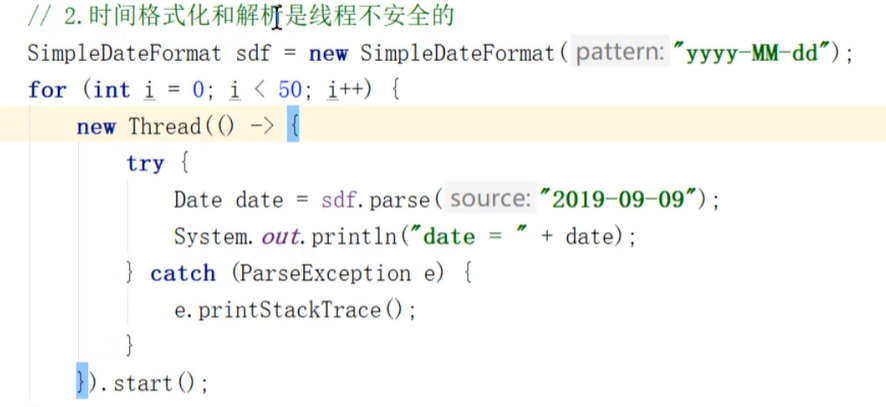 // 2.时间格式化和解析是线程不安全的
SimpleDateFormat sdf = new SimpleDateFormat( pattern: "yyyy-MM-dd");
for (int i = 0; i < 50; i++) {
new Thread(() -> {
try {
Date date = sdf.parse( source: "2019-09-09");
System.out.println("date = " + date);
} catch (ParseException e) {
e.printStackTrace();
}
}).start();